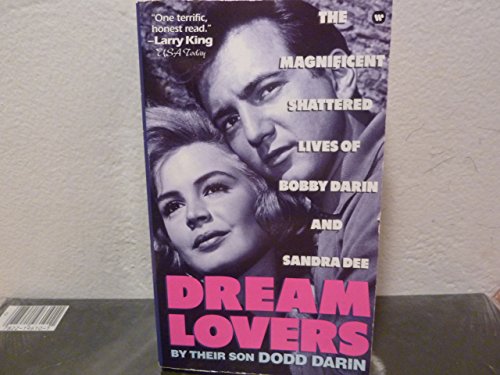 "One terrific,
honest read."
—Larry King
USA Today
THE
MAGNIFICENT
SHATTERED
LIVES OF
BOBBY DARIN
AND
SANDRA DEE
DREAM
LOVERS
BY THEIR SON DODD DARIN